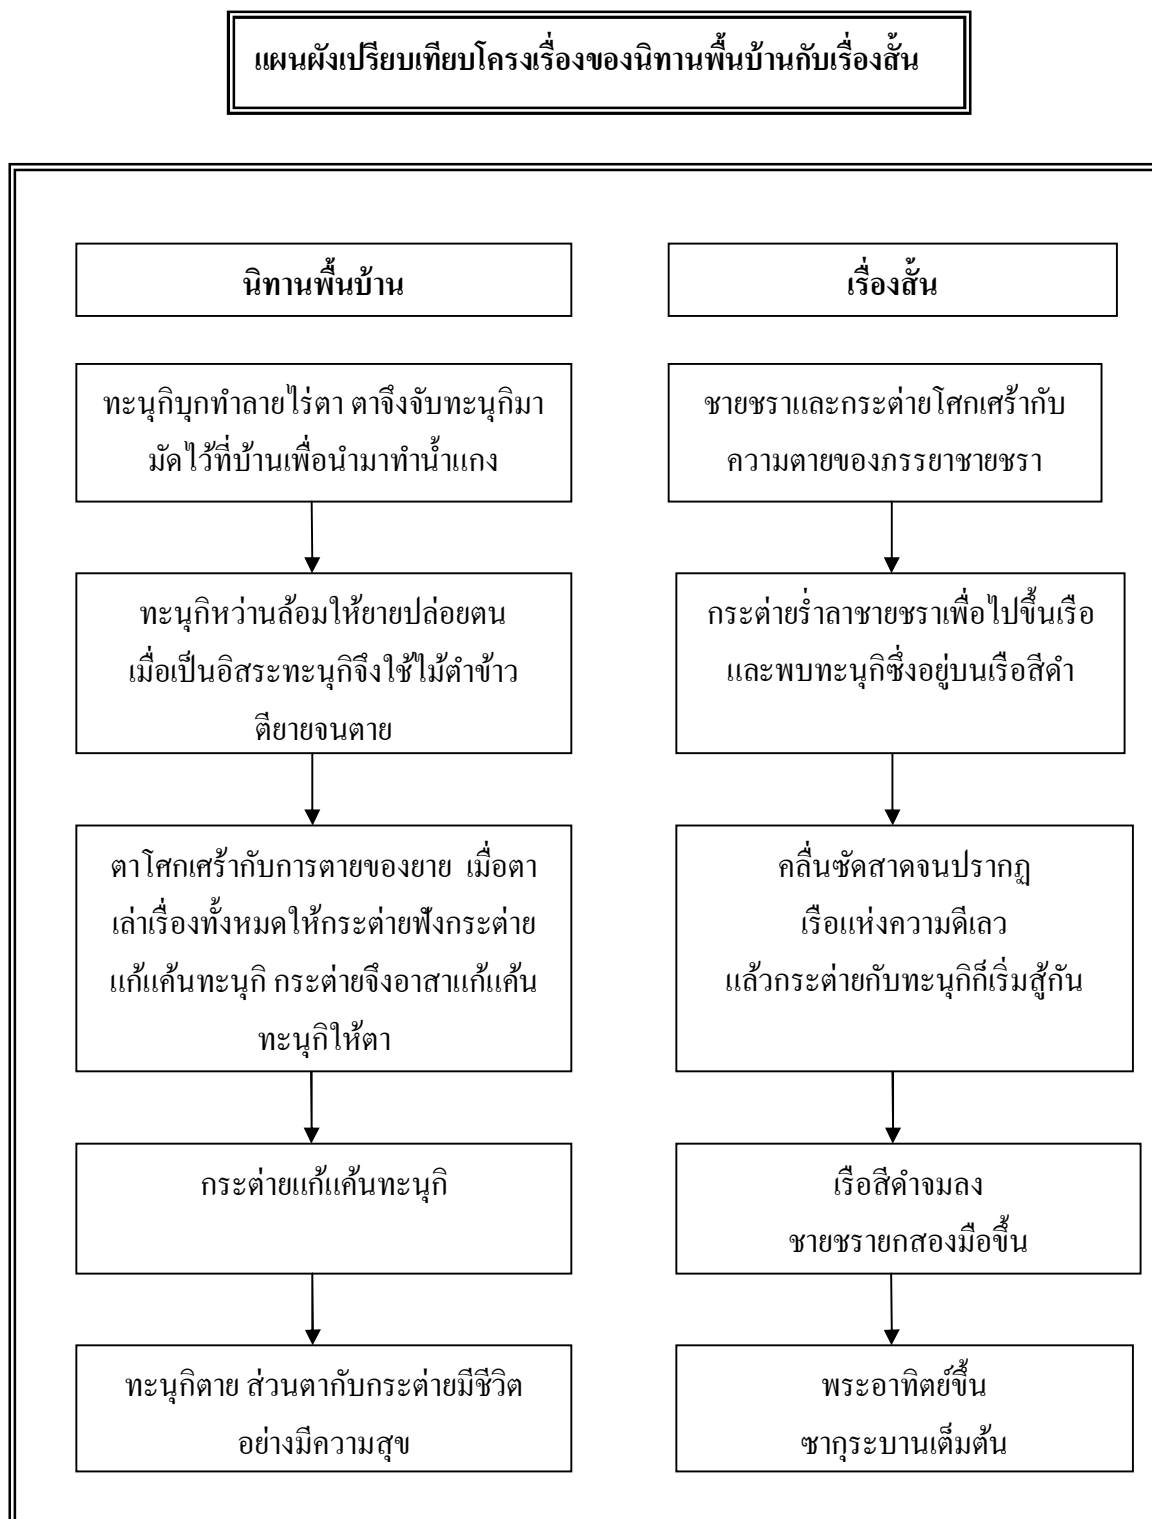 แผนผังเปรียบเทียบโครงเรื่องของนิทานพื้นบ้านกับเรื่องสั้น
นิทานพื้นบ้าน
ทะนุกิบุกทำลายไร่ตา ตาจึงจับทะนุกิมา
มัดไว้ที่บ้านเพื่อนำมาทำน้ำแกง
ทะนุกิหว่านล้อมให้ยายปล่อยตน
เมื่อเป็นอิสระทะนุกิจึงใช้ไม้ตำข้าว
ตียายจนตาย
ตาโศกเศร้ากับการตายของยาย เมื่อตา
เล่าเรื่องทั้งหมดให้กระต่ายฟังกระต่าย
แก้แค้นทะนุกิ กระต่ายจึงอาสาแก้แค้น
ทะนุกิให้ตา
กระต่ายแก้แค้นทะนุกิ
ทะนุกิตาย ส่วนตากับกระต่ายมีชีวิต
อย่างมีความสุข
เรื่องสั้น
ชายชราและกระต่ายโศกเศร้ากับ
ความตายของภรรยาชายชรา
กระต่ายร่ำลาชายชราเพื่อไปขึ้นเรือ
และพบทะนุกิซึ่งอยู่บนเรือสีดำ
คลื่นซัดสาดจนปรากฏ
เรือแห่งความดีเลว
แล้วกระต่ายกับทะนุกิก็เริ่มสู้กัน
เรือสีดำจมลง
ชายชรายกสองมือขึ้น
พระอาทิตย์ขึ้น
ซากุระบานเต็มต้น